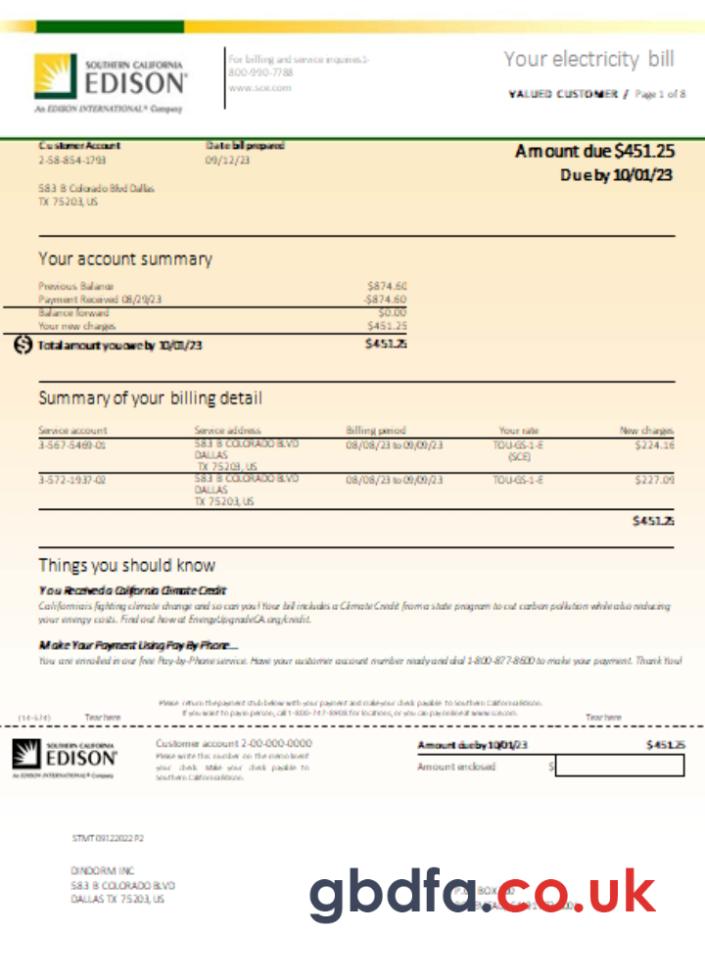 SOUTHERN CALIFORNIA
EDISON
An EDISON INTERNATIONAL® Company
For billing and service inquiries 1-
800-990-7788
www.sce.com
Your electricity bill
VALUED CUSTOMER / Page 1 of 8
Customer Account
2-58-854-1793
Date bill prepared
09/12/23
Amount due $451.25
Due by 10/01/23
583 B Colorado Blvd Dallas
TX 75203, US
Your account summary
Previous Balance $874.60
Payment Received 08/29/23 -$874.60
Balance forward $0.00
Your new charges $451.25
Total amount you owe by 10/01/23 $451.25
Summary of your billing detail
Service account Service address Billing period Your rate New charges
3-567-5469-01 583 B COLORADO BLVD 08/08/23 to 09/09/23 TOU-GS-1-E $224.16
DALLAS (SCE)
TX 75203, US
3-572-1937-02 583 B COLORADO BLVD 08/08/23 to 09/09/23 TOU-GS-1-E $227.09
DALLAS
TX 75203, US
$451.25
Things you should know
You Received a California Climate Credit
California is fighting climate change and so can you! Your bill includes a Climate Credit from a state program to cut carbon pollution while also reducing
your energy costs. Find out how at EnergyUpgradeCA.org/credit.
Make Your Payment Using Pay By Phone...
You are enrolled in our free Pay-by-Phone service. Have your customer account number ready and dial 1-800-877-8600 to make your payment. Thank You!
Please return the payment stub below with your payment and make your check payable to Southern California Edison.
If you want to pay in person, call 1-800-747-8908 for locations, or you can pay online at www.sce.com.
(14-574) Tear here Tear here
SOUTHERN CALIFORNIA
EDISON
An EDISON INTERNATIONAL® Company
Customer account 2-00-000-0000
Please write this number on the memo line of
your check. Make your check payable to
Southern California Edison.
Amount due by 10/01/23 $451.25
Amount enclosed $
STMT 09122022 P2
DINDORM INC
583 B COLORADO BLVD
DALLAS TX 75203, US
P.O. BOX
gbdfa.co.uk